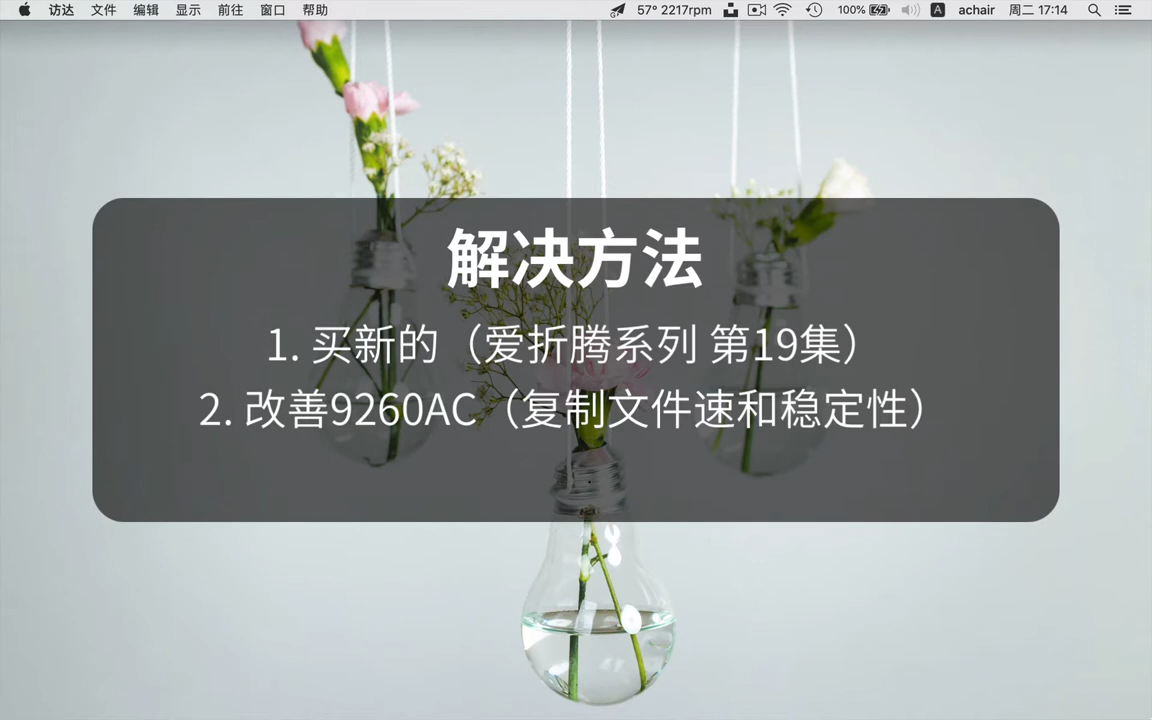 访达 文件 编辑 显示 前往 窗口 帮助 57° 2217rpm 100% A achair 周二 17:14
解决方法
1. 买新的（爱折腾系列 第19集）
2. 改善9260AC（复制文件速和稳定性）